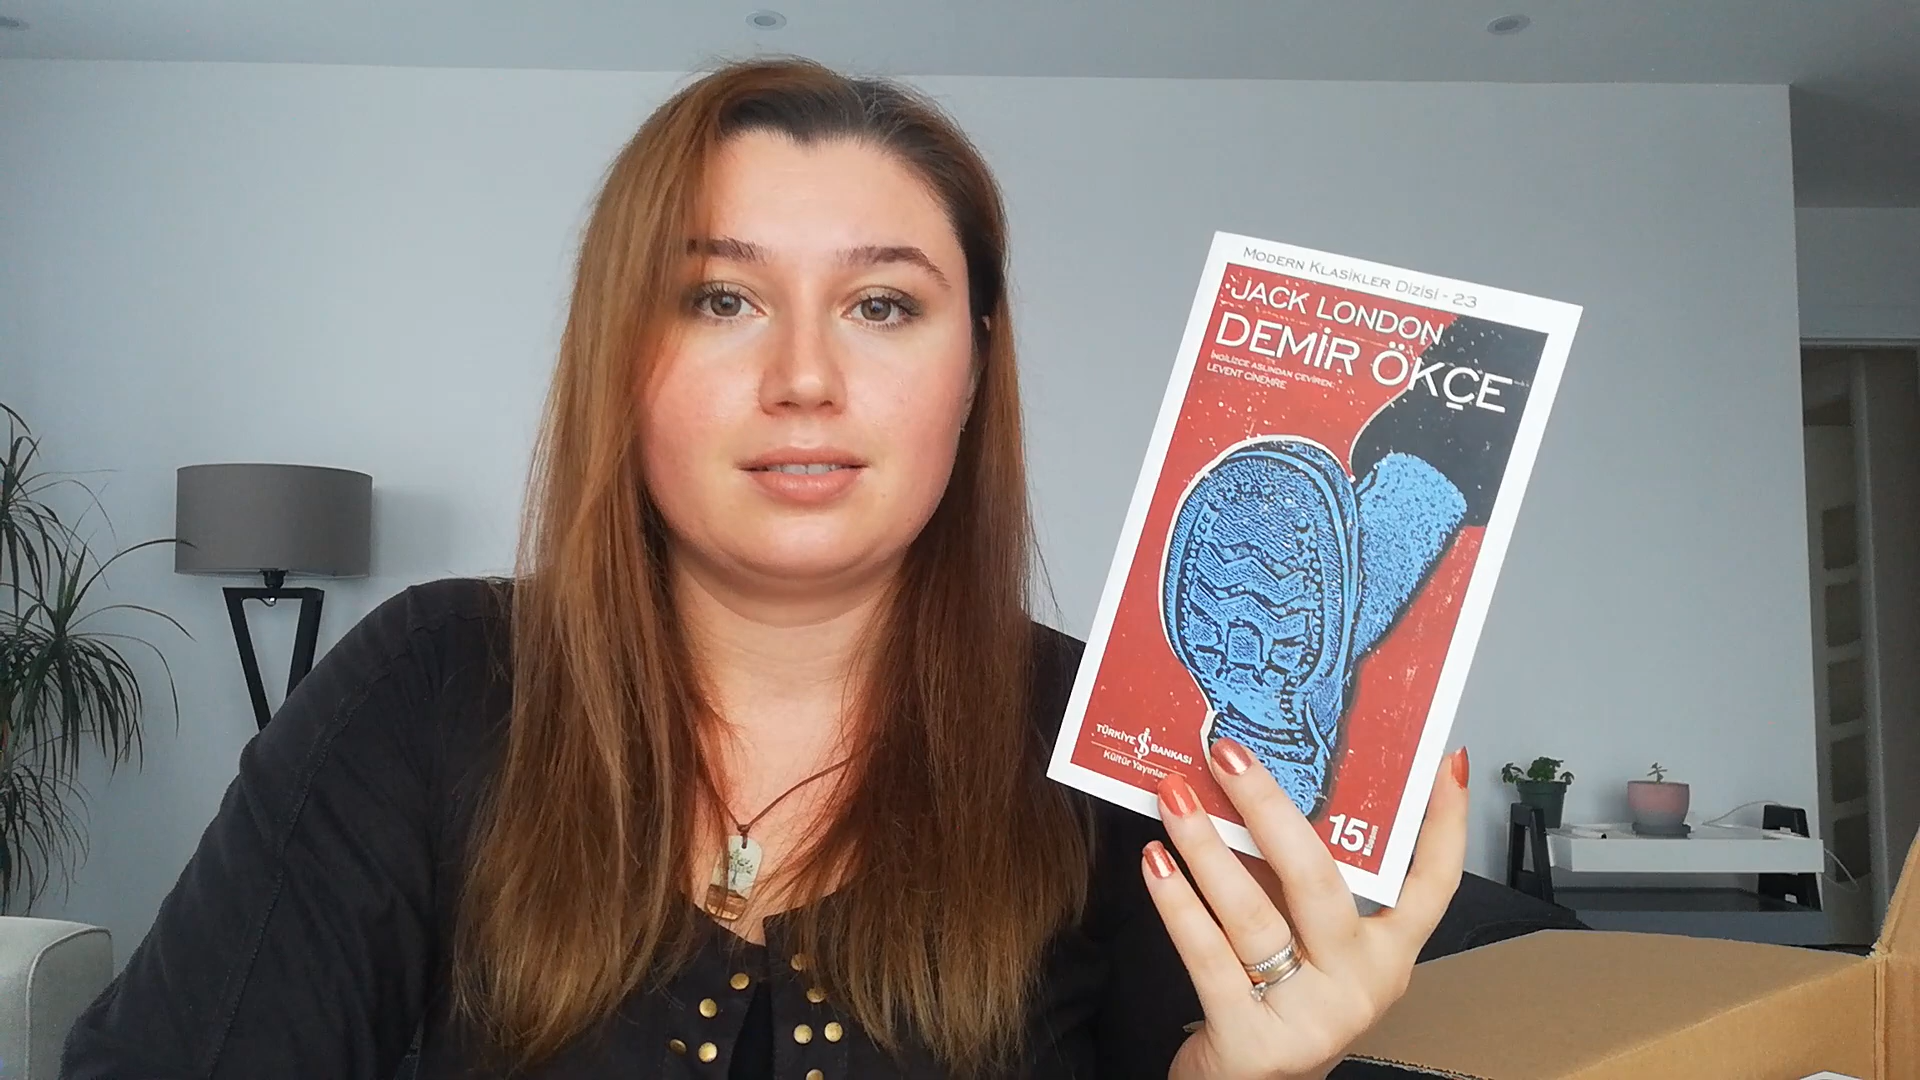 MODERN KLASİKLER DİZİSİ - 23
JACK LONDON
DEMİR ÖKÇE
İNGİLİZCE ASLINDAN ÇEVİREN:
LEVENT CİNEMRE
TÜRKİYE İŞ BANKASI
Kültür Yayınları
15.
Basım